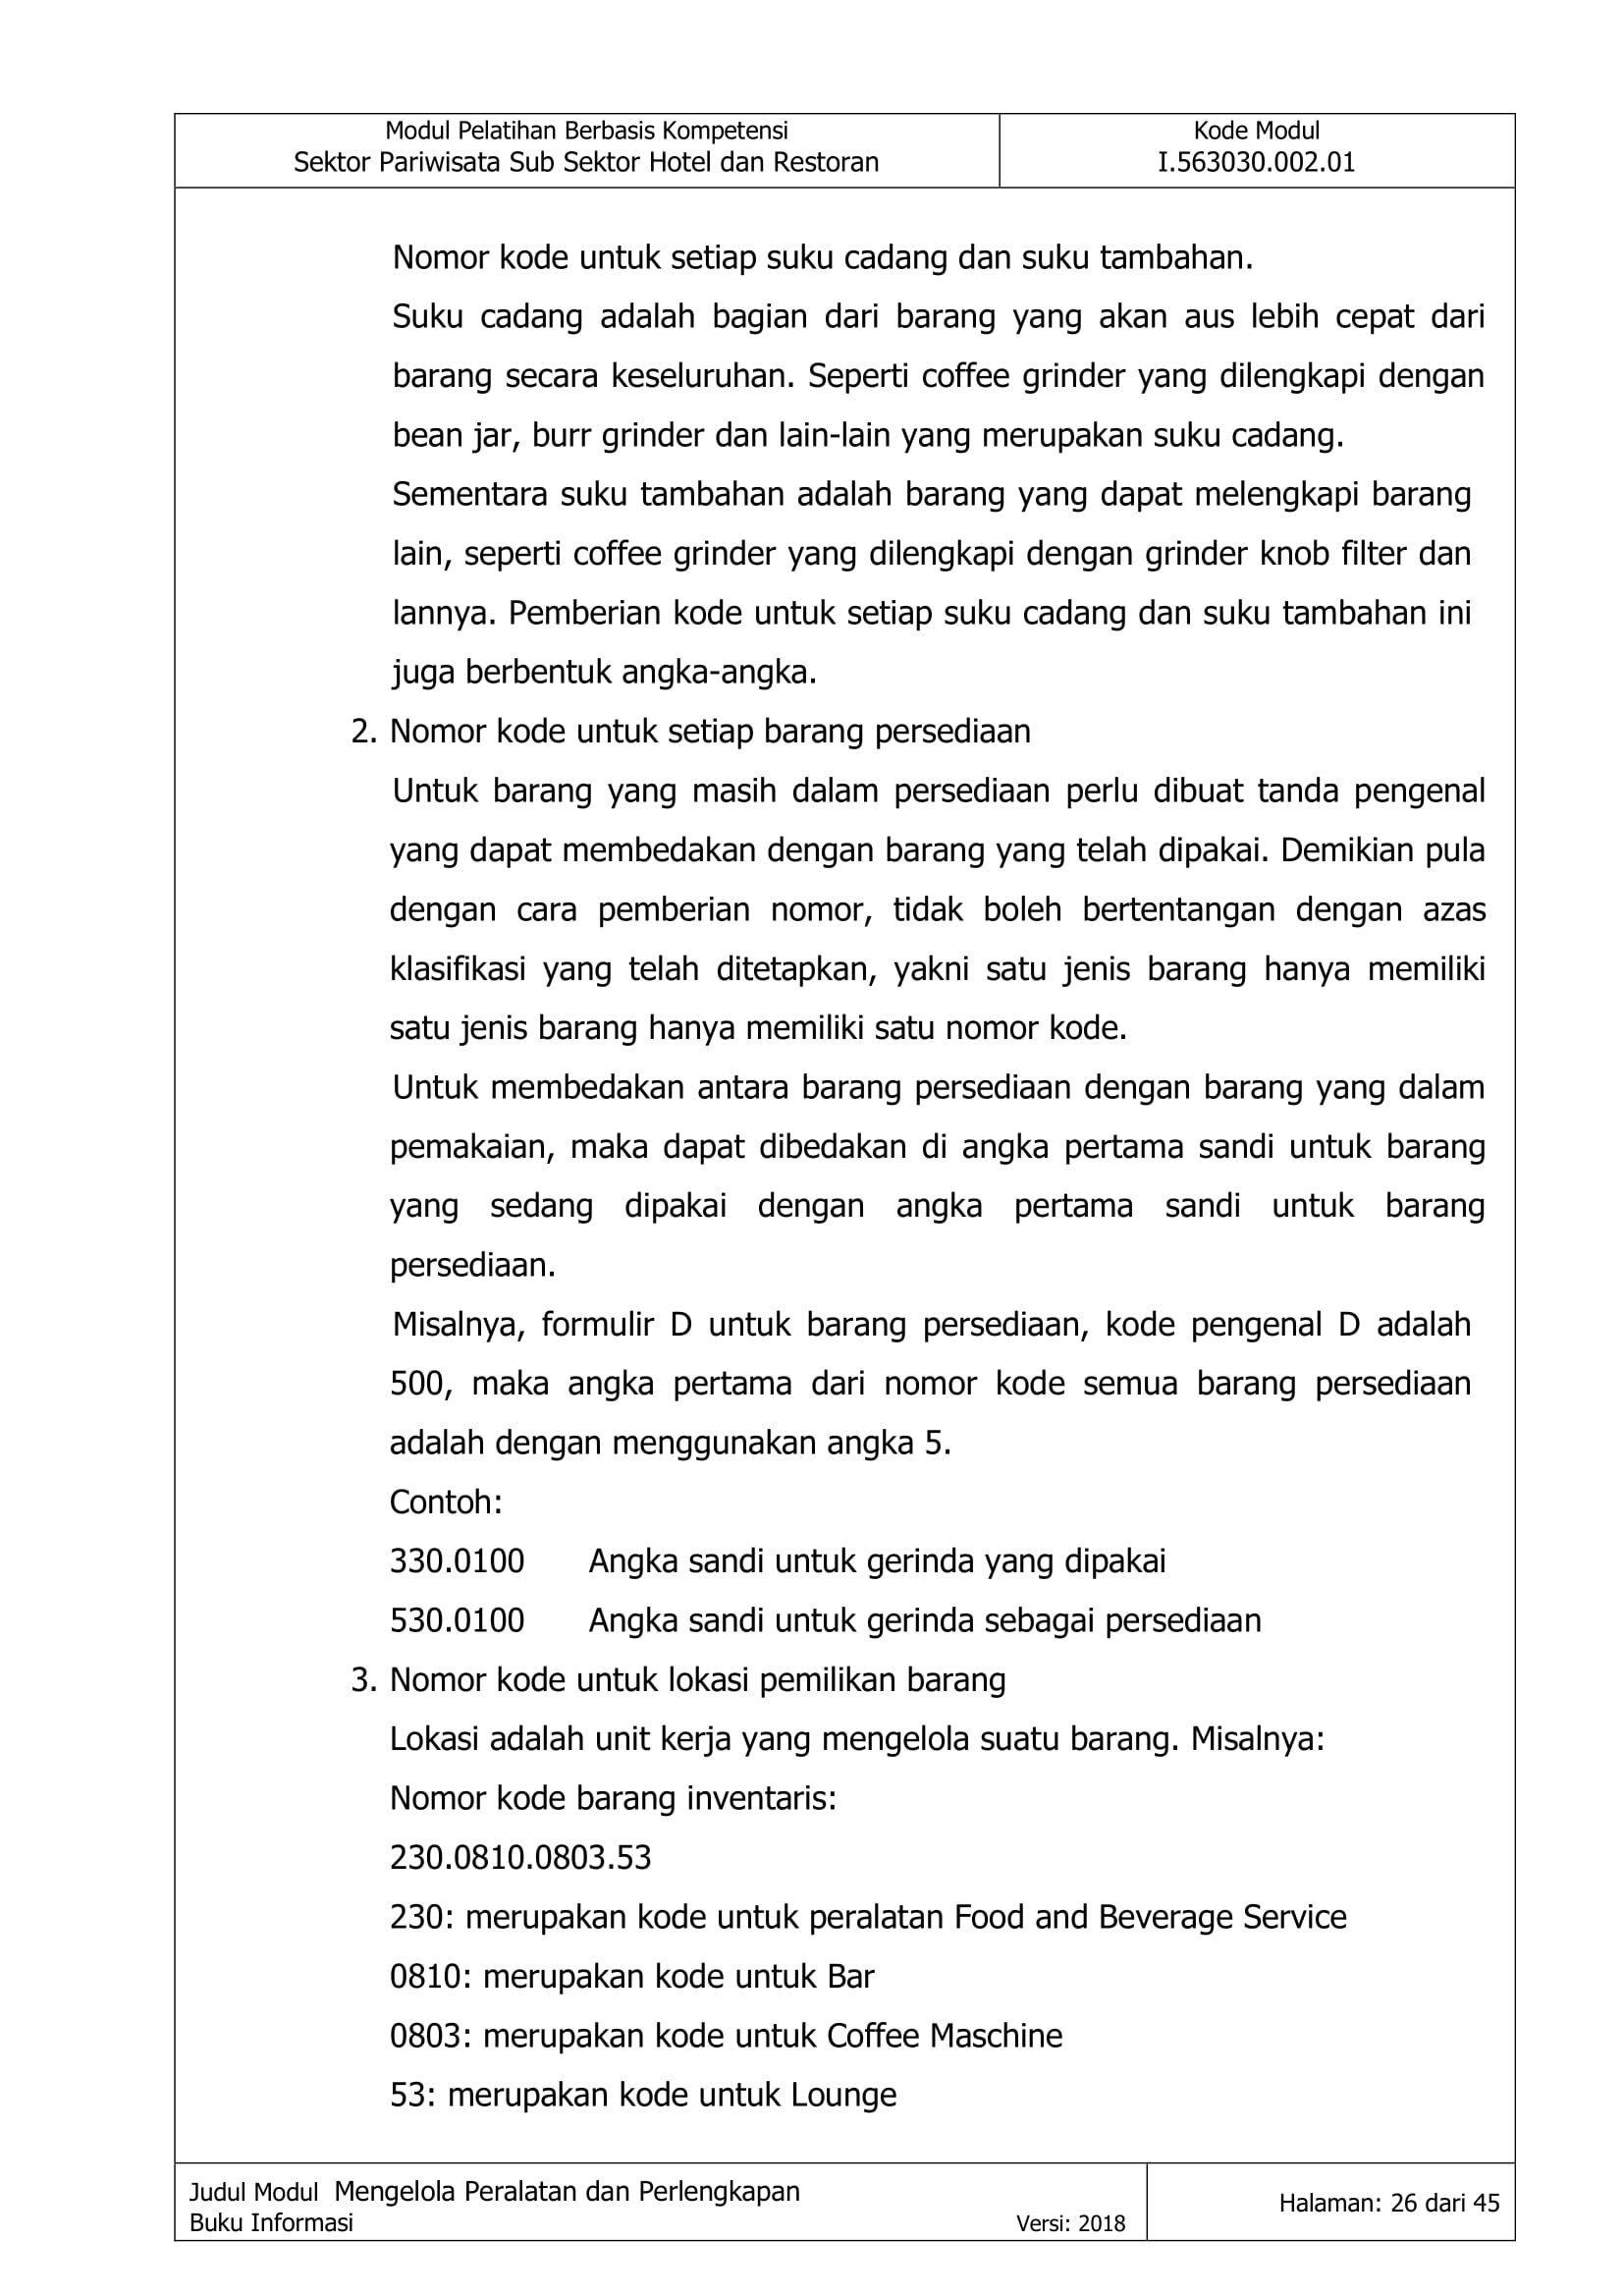 Modul Pelatihan Berbasis Kompetensi
Sektor Pariwisata Sub Sektor Hotel dan Restoran
Kode Modul
I.563030.002.01
Nomor kode untuk setiap suku cadang dan suku tambahan.
Suku cadang adalah bagian dari barang yang akan aus lebih cepat dari
barang secara keseluruhan. Seperti coffee grinder yang dilengkapi dengan
bean jar, burr grinder dan lain-lain yang merupakan suku cadang.
Sementara suku tambahan adalah barang yang dapat melengkapi barang
lain, seperti coffee grinder yang dilengkapi dengan grinder knob filter dan
lannya. Pemberian kode untuk setiap suku cadang dan suku tambahan ini
juga berbentuk angka-angka.
2. Nomor kode untuk setiap barang persediaan
Untuk barang yang masih dalam persediaan perlu dibuat tanda pengenal
yang dapat membedakan dengan barang yang telah dipakai. Demikian pula
dengan cara pemberian nomor, tidak boleh bertentangan dengan azas
klasifikasi yang telah ditetapkan, yakni satu jenis barang hanya memiliki
satu jenis barang hanya memiliki satu nomor kode.
Untuk membedakan antara barang persediaan dengan barang yang dalam
pemakaian, maka dapat dibedakan di angka pertama sandi untuk barang
yang sedang dipakai dengan angka pertama sandi untuk barang
persediaan.
Misalnya, formulir D untuk barang persediaan, kode pengenal D adalah
500, maka angka pertama dari nomor kode semua barang persediaan
adalah dengan menggunakan angka 5.
Contoh:
330.0100 Angka sandi untuk gerinda yang dipakai
530.0100 Angka sandi untuk gerinda sebagai persediaan
3. Nomor kode untuk lokasi pemilikan barang
Lokasi adalah unit kerja yang mengelola suatu barang. Misalnya:
Nomor kode barang inventaris:
230.0810.0803.53
230: merupakan kode untuk peralatan Food and Beverage Service
0810: merupakan kode untuk Bar
0803: merupakan kode untuk Coffee Maschine
53: merupakan kode untuk Lounge
Judul Modul Mengelola Peralatan dan Perlengkapan
Buku Informasi Versi: 2018
Halaman: 26 dari 45